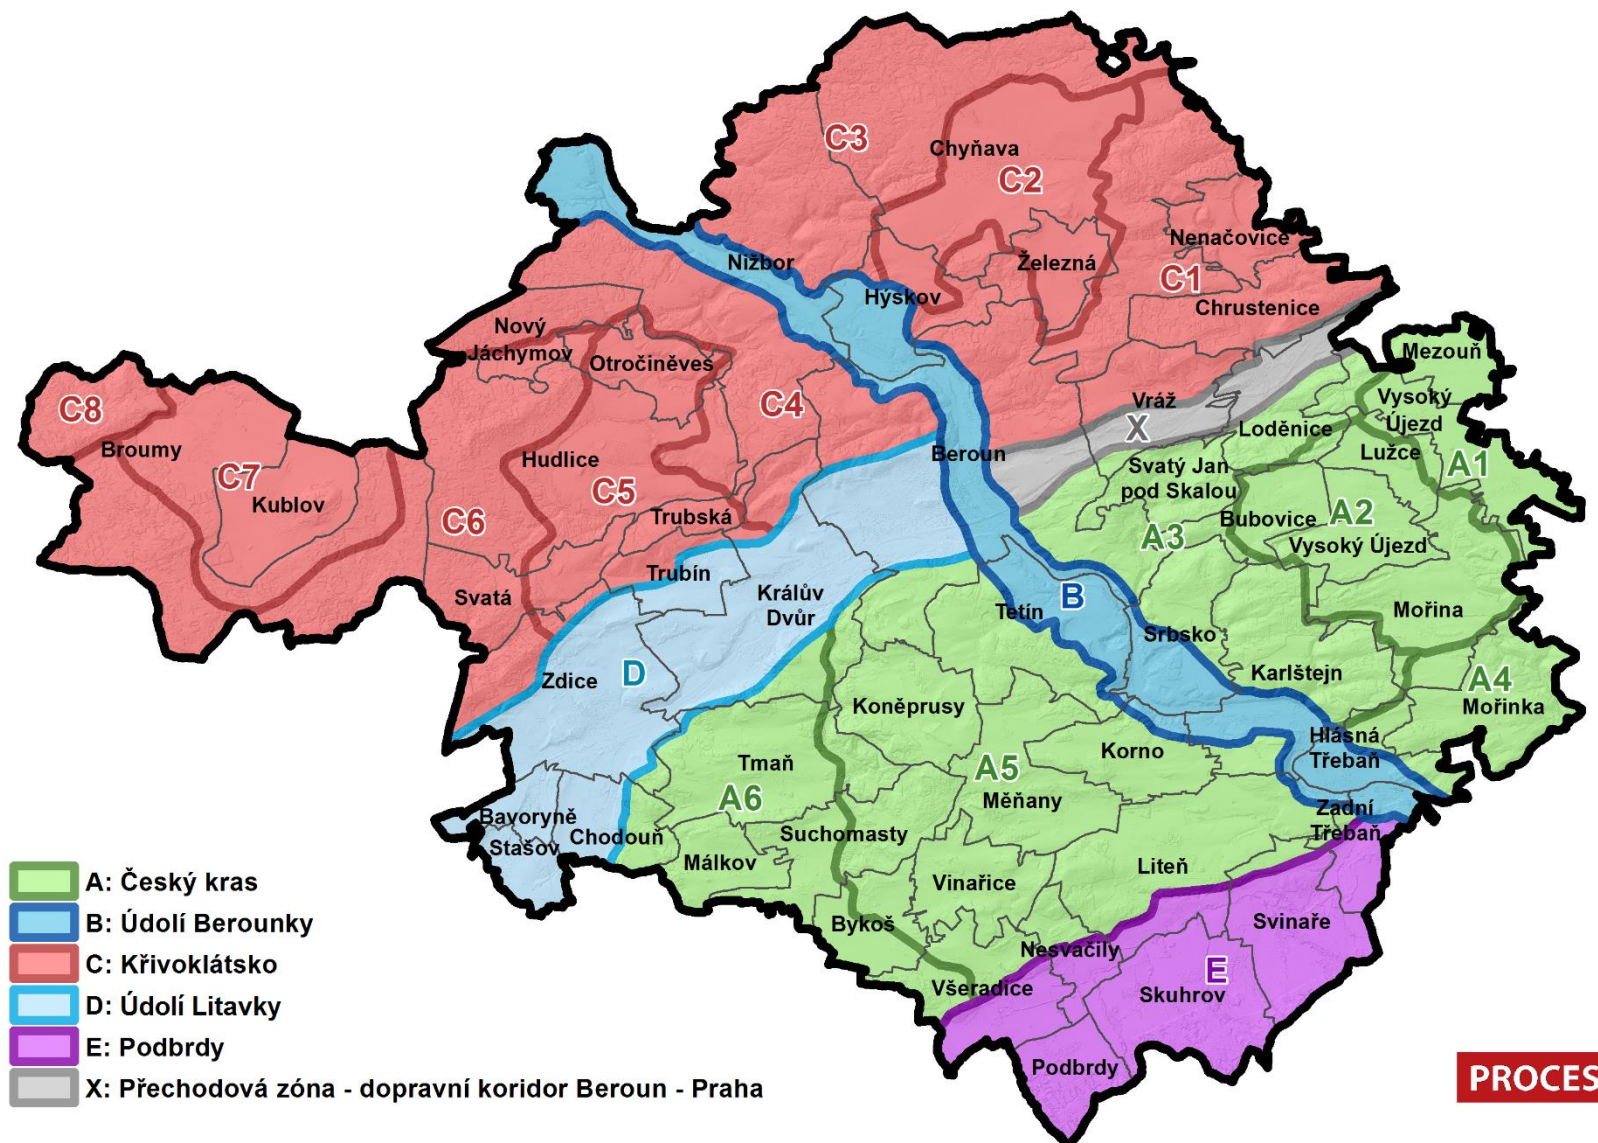 C3
Chyňava
C2
Nenačovice
Železná
Nižbor
C1
Hýskov
Chrustenice
Nový
Jáchymov
Otročiněves
Mezouň
C8
C4
Vráž
Vysoký
Újezd
X
Loděnice
Broumy
Beroun
Lužce
Hudlice
Svatý Jan
pod Skalou
A1
C7
Kublov
C5
Trubská
C6
Bubovice
A2
A3
Vysoký Újezd
Trubín
Svatá
Králův
Dvůr
B
Tetín
Mořina
Srbsko
Zdice
D
Karlštejn
A4
Mořinka
Koněprusy
Hlásná
Třebaň
Korno
Tmaň
A5
A6
Měňany
Bavoryně
Zadní
Třebaň
Chodouň
Suchomasty
Stašov
Málkov
Liteň
Vinařice
Bykoš
Svinaře
Nesvačily
E
Všeradice
Skuhrov
Podbrdy
A: Český kras
B: Údolí Berounky
C: Křivoklátsko
D: Údolí Litavky
E: Podbrdy
X: Přechodová zóna - dopravní koridor Beroun - Praha
PROCES